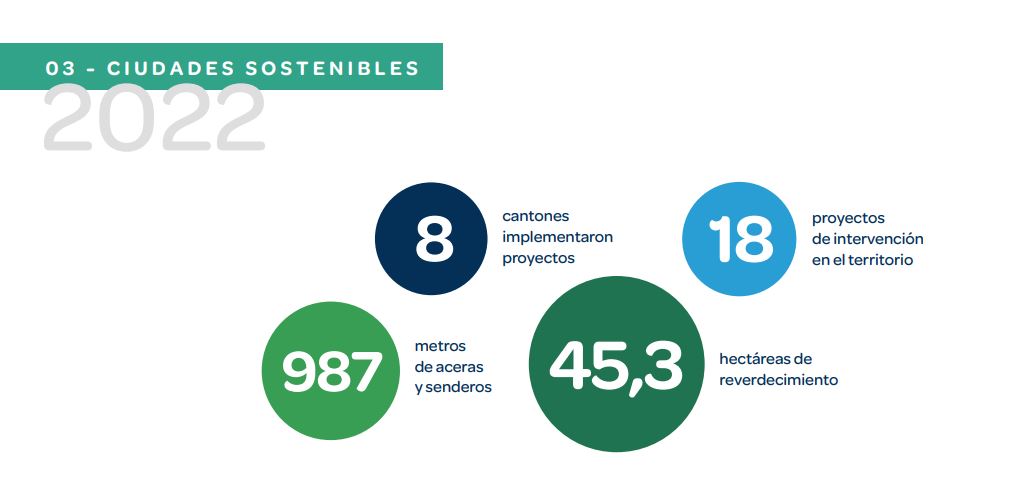 03 - CIUDADES SOSTENIBLES
2022
8
cantones
implementaron
proyectos
18
proyectos
de intervención
en el territorio
987
metros
de aceras
y senderos
45,3
hectáreas de
reverdecimiento